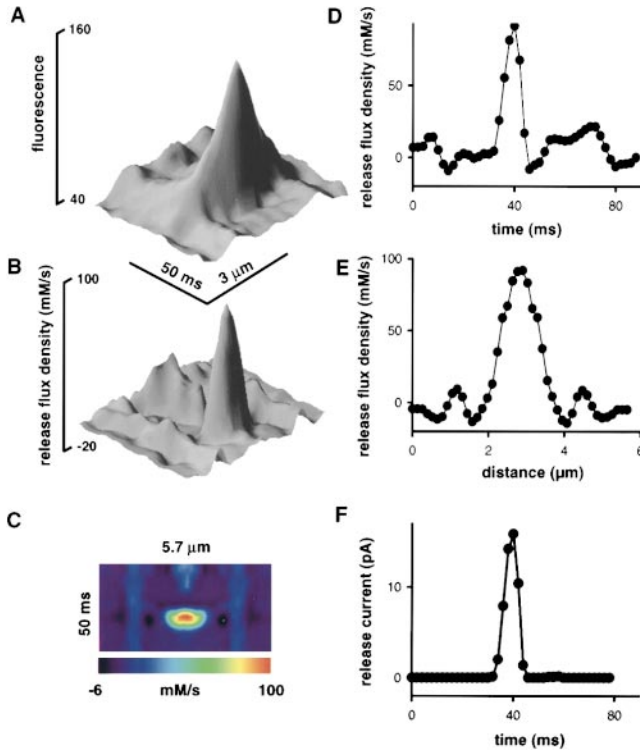 A
160
fluorescence
40
50 ms
3 μm
B
100
release flux density (mM/s)
-20
C
5.7 μm
50 ms
-6 mM/s 100
D
release flux density (mM/s)
50
0
0 40 80
time (ms)
E
release flux density (mM/s)
100
50
0
0 2 4 6
distance (μm)
F
release current (pA)
10
0
0 40 80
time (ms)